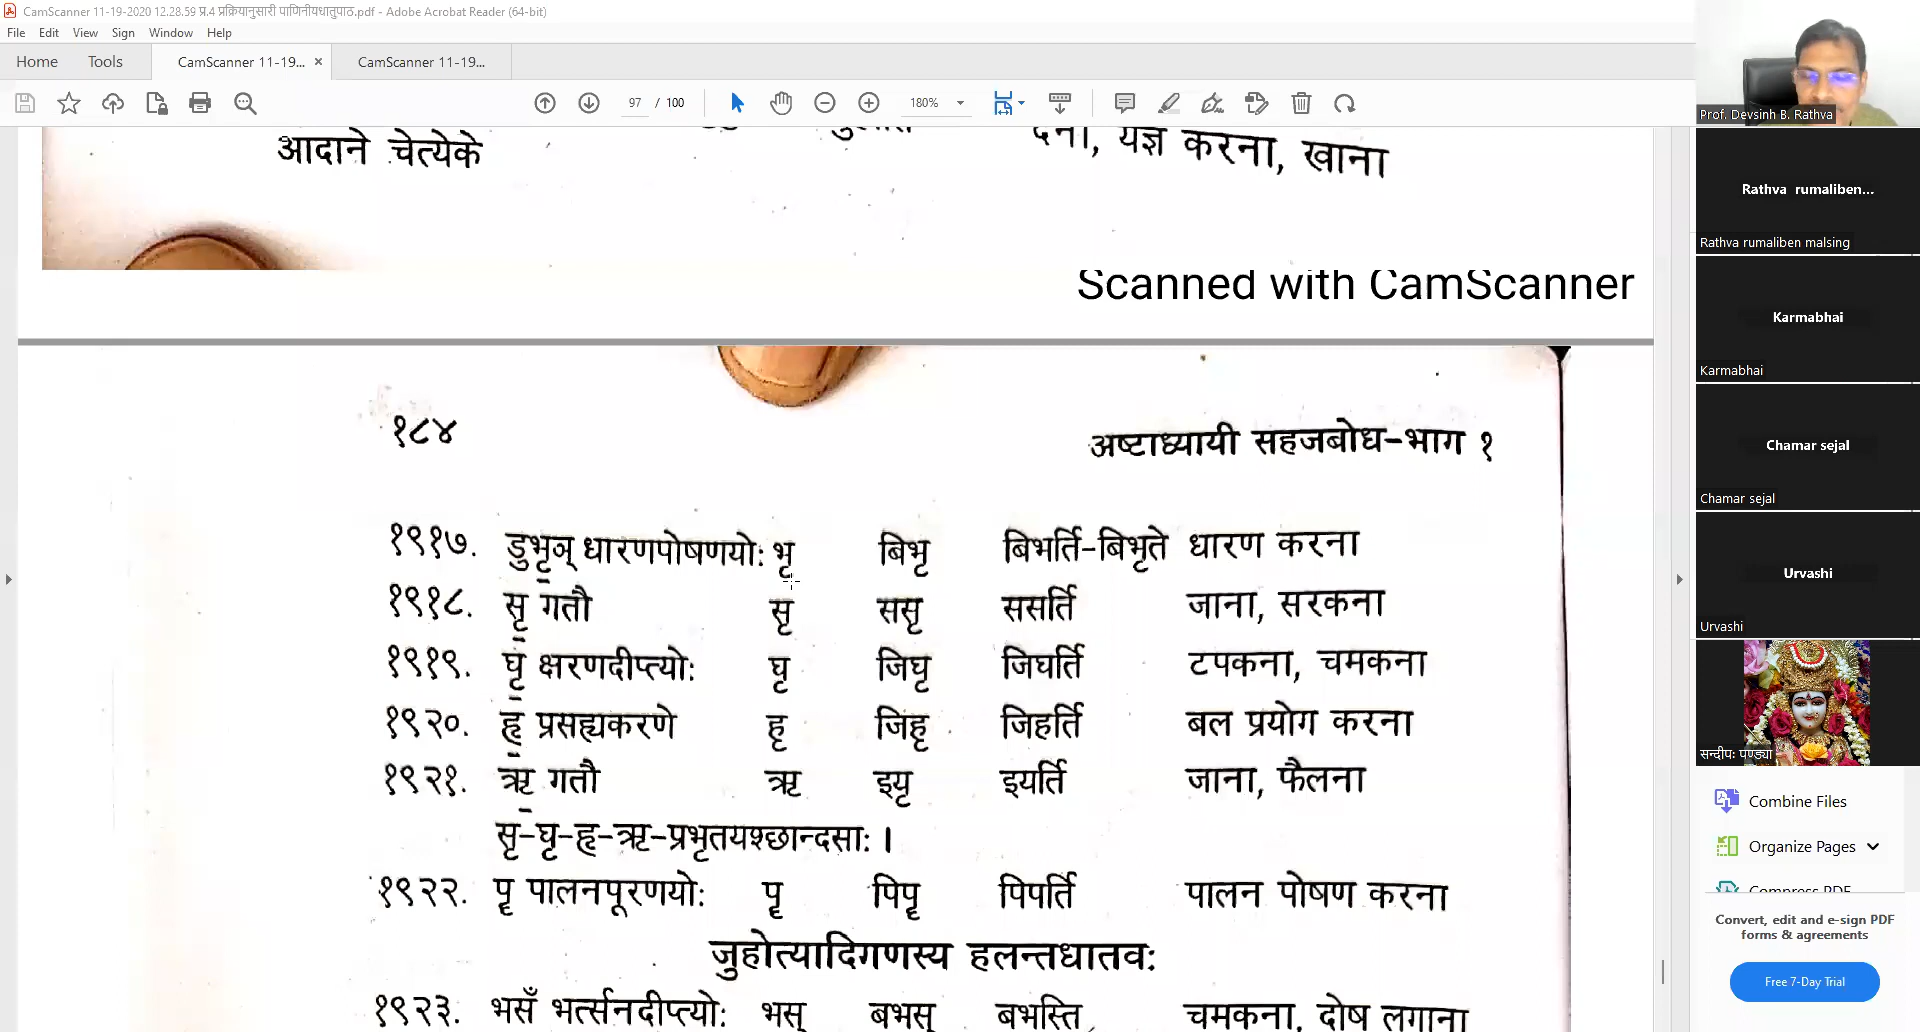 CamScanner 11-19-2020 12.28.59 प्र.4 प्रक्रियानुसारी पाणिनीयधातुपाठ.pdf - Adobe Acrobat Reader (64-bit)
File Edit View Sign Window Help
Home Tools CamScanner 11-19... × CamScanner 11-19...
97 / 100 180%
आदाने चेत्येके देना, यज्ञ करना, खाना
Scanned with CamScanner
१८४ अष्टाध्यायी सहजबोध-भाग १
१९१७. डुभृञ् धारणपोषणयोः भृ बिभृ बिभर्ति-बिभृते धारण करना
१९१८. सृ गतौ सृ ससृ ससर्ति जाना, सरकना
१९१९. घृ क्षरणदीप्त्योः घृ जिघृ जिघर्ति टपकना, चमकना
१९२०. हृ प्रसह्यकरणे हृ जिहृ जिहर्ति बल प्रयोग करना
१९२१. ऋ गतौ ऋ इयृ इयर्ति जाना, फैलना
सृ-घृ-हृ-ऋ-प्रभृतयश्छान्दसाः ।
१९२२. पॄ पालनपूरणयोः पॄ पिपॄ पिपर्ति पालन पोषण करना
जुहोत्यादिगणस्य हलन्तधातवः
१९२३. भसँ भर्त्सनदीप्त्योः भस् बभस् बभस्ति चमकना, दोष लगाना
Prof. Devsinh B. Rathva
Rathva rumaliben...
Rathva rumaliben malsing
Karmabhai
Karmabhai
Chamar sejal
Chamar sejal
Urvashi
Urvashi
सन्दीपः पण्ड्या
Combine Files
Organize Pages
Compress PDF
Convert, edit and e-sign PDF
forms & agreements
Free 7-Day Trial